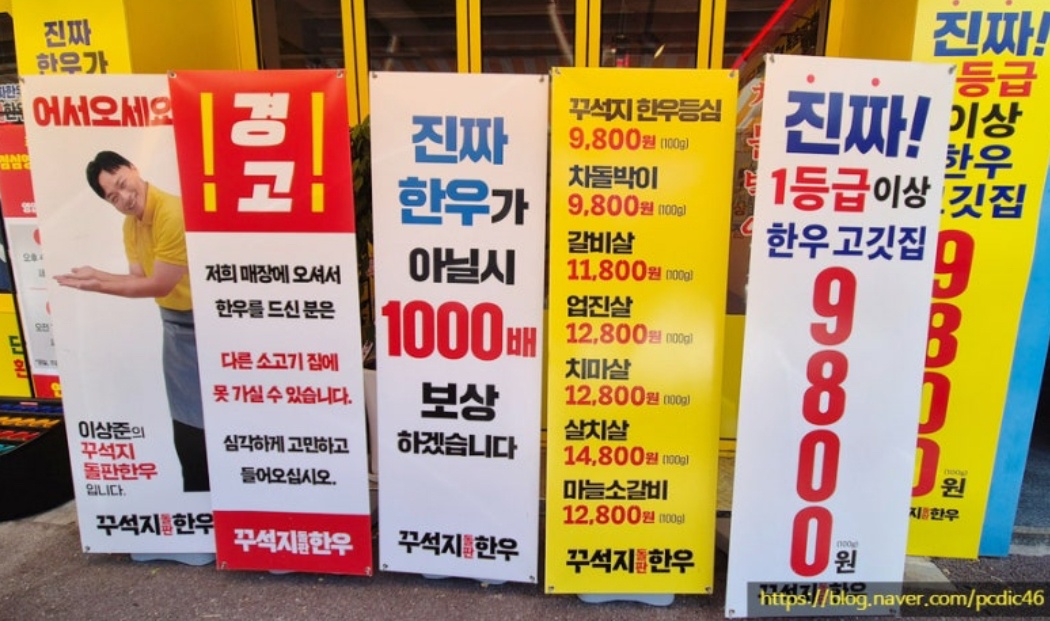 진짜
한우가
어서오세요
이상준의
꾸석지
돌판한우
입니다.
꾸석지돌판한우
경고
저희 매장에 오셔서
한우를 드신 분은
다른 소고기 집에
못 가실 수 있습니다.
심각하게 고민하고
들어오십시오.
꾸석지돌판한우
진짜
한우가
아닐시
1000배
보상
하겠습니다
꾸석지돌판한우
꾸석지 한우등심
9,800원 (100g)
차돌박이
9,800원 (100g)
갈비살
11,800원 (100g)
업진살
12,800원 (100g)
치마살
12,800원 (100g)
살치살
14,800원 (100g)
마늘소갈비
12,800원 (100g)
꾸석지돌판한우
진짜!
1등급이상
한우고깃집
9800원
(100g)
꾸석지돌판한우
진짜!
등급
이상
한우
깃집
9800원
(100g)
지돌판한우
https://blog.naver.com/pcdic46